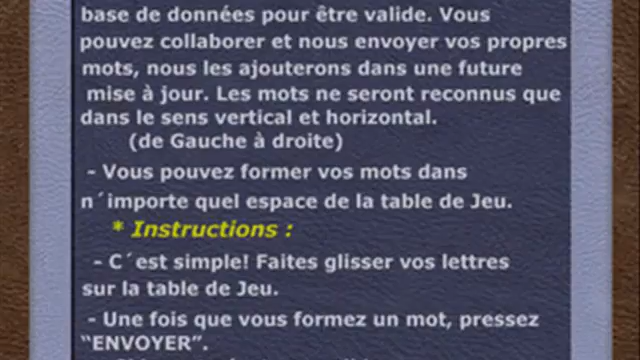 base de données pour être valide. Vous
pouvez collaborer et nous envoyer vos propres
mots, nous les ajouterons dans une future
mise à jour. Les mots ne seront reconnus que
dans le sens vertical et horizontal.
(de Gauche à droite)
- Vous pouvez former vos mots dans
n´importe quel espace de la table de Jeu.
* Instructions :
- C´est simple! Faites glisser vos lettres
sur la table de Jeu.
- Une fois que vous formez un mot, pressez
“ENVOYER”.